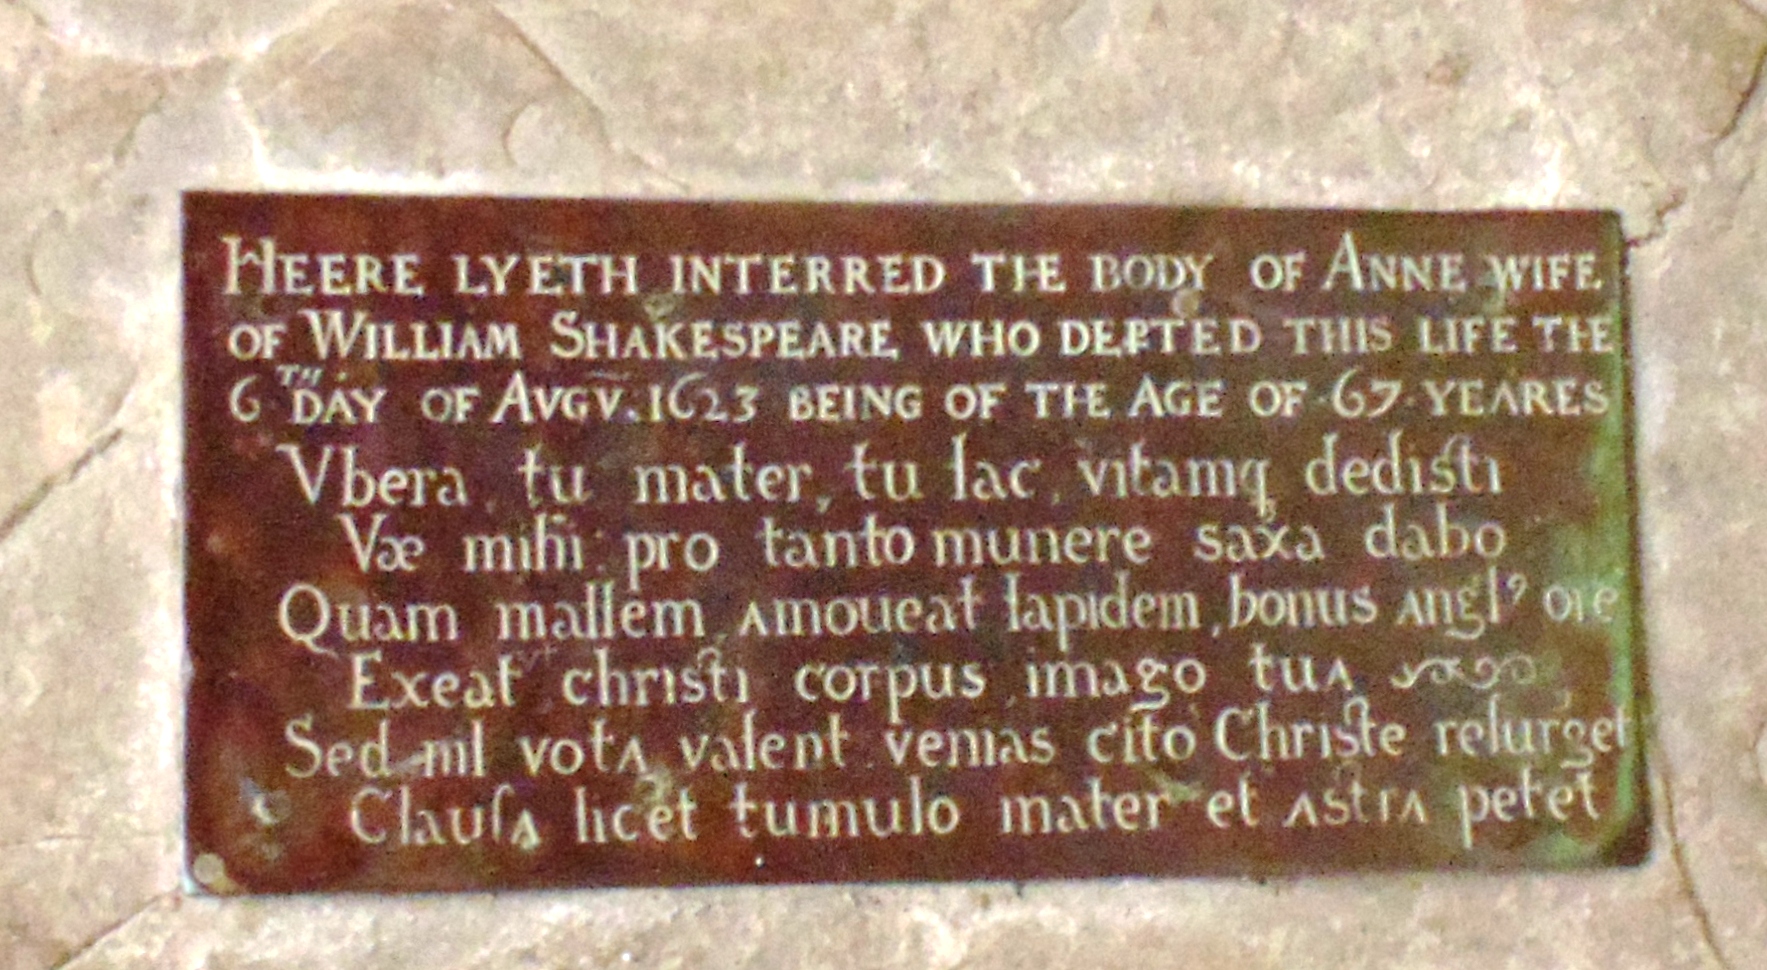 HEERE LYETH INTERRED THE BODY OF ANNE WIFE
OF WILLIAM SHAKESPEARE WHO DEPTED THIS LIFE THE
6 TH DAY OF AVGV. 1623 BEING OF THE AGE OF ·67· YEARES
Vbera, tu mater, tu lac, vitamq dedisti
Væ mihi: pro tanto munere saxa dabo
Quam mallem, amoueat lapidem, bonus angl⁹ ore
Exeat christi corpus, imago tua
Sed nil vota valent venias cito Christe resurget
Clausa licet tumulo mater et astra petet